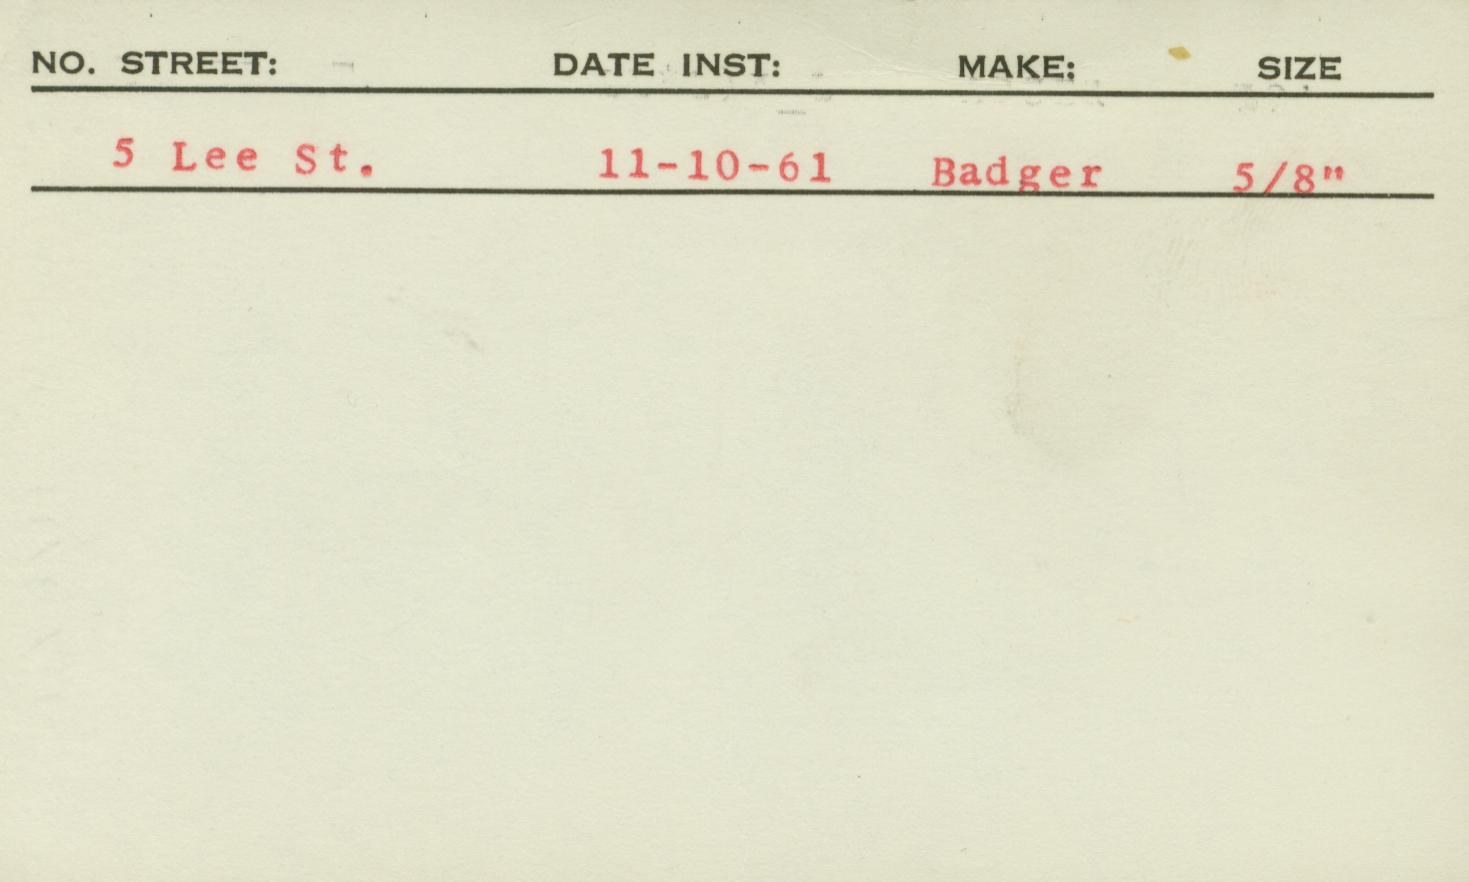 NO. STREET: DATE INST: MAKE: SIZE
5 Lee St. 11-10-61 Badger 5/8"